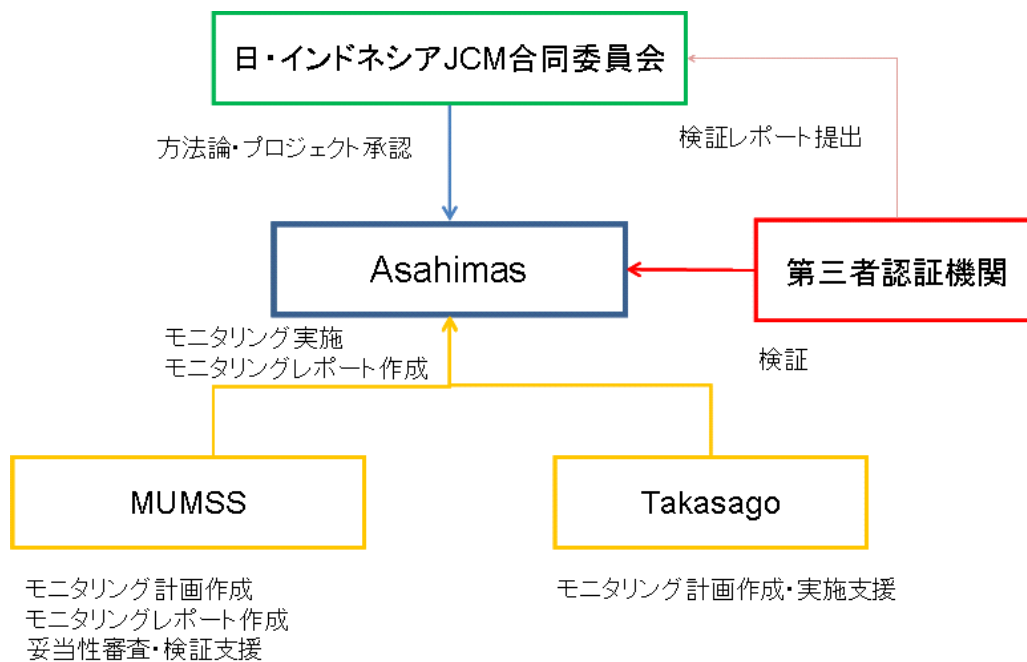 日・インドネシアJCM合同委員会
方法論・プロジェクト承認
検証レポート提出
Asahimas
第三者認証機関
モニタリング実施
モニタリングレポート作成
検証
MUMSS
Takasago
モニタリング計画作成
モニタリングレポート作成
妥当性審査・検証支援
モニタリング計画作成・実施支援